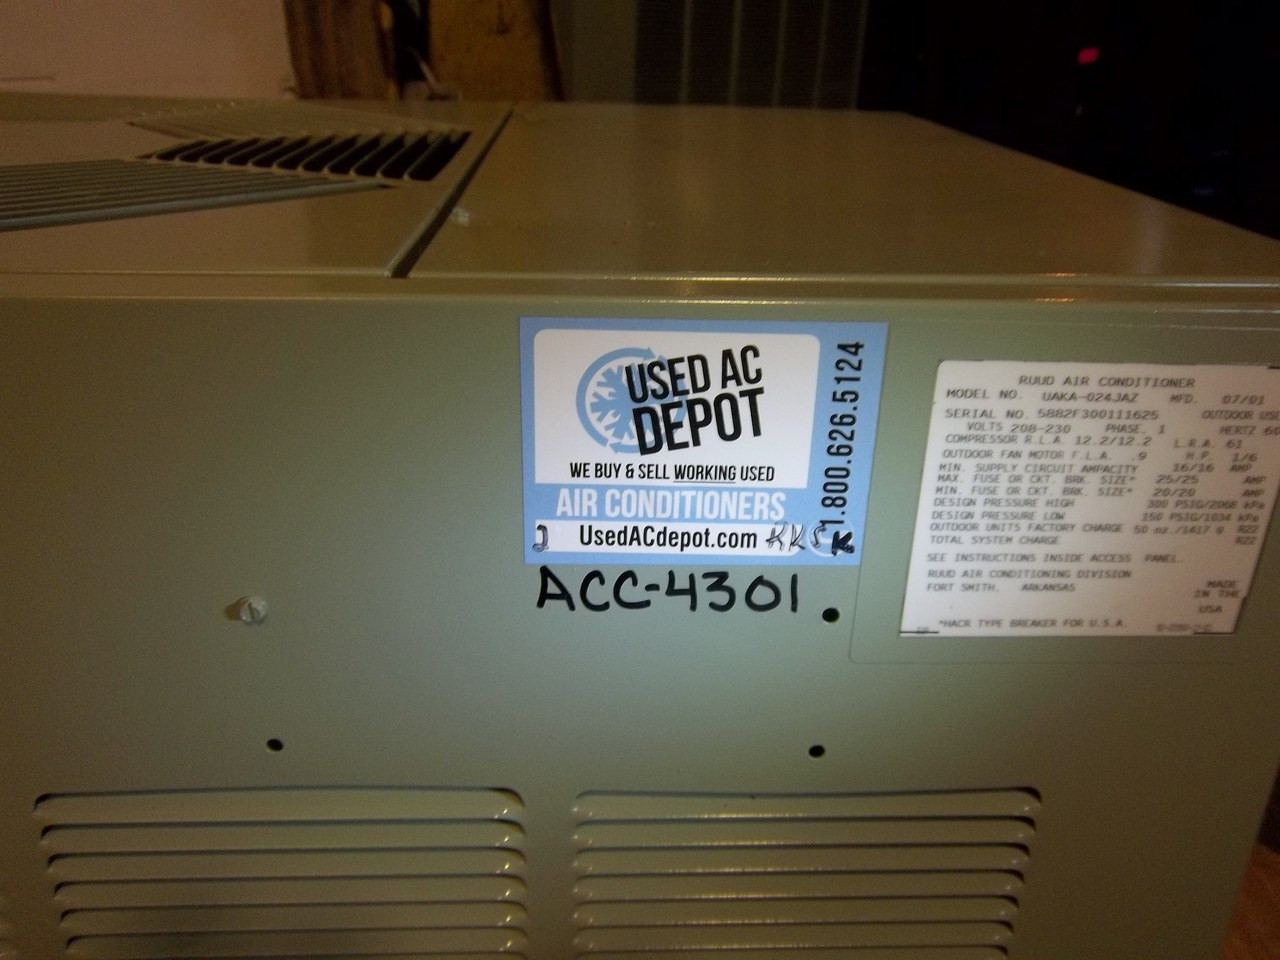 USED AC
DEPOT
WE BUY & SELL WORKING USED
AIR CONDITIONERS
UsedACdepot.com
1.800.626.5124
ACC-4301
RUUD AIR CONDITIONER
MODEL NO. UAKA-024JAZ MFD. 07/01
SERIAL NO. 5882F300111625 OUTDOOR USE
VOLTS 208-230 PHASE. 1 HERTZ 60
COMPRESSOR R.L.A. 12.2/12.2 L.R.A. 61
OUTDOOR FAN MOTOR F.L.A. .9 H.P. 1/6
MIN. SUPPLY CIRCUIT AMPACITY 16/16 AMP
MAX. FUSE OR CKT. BRK. SIZE* 25/25 AMP
MIN. FUSE OR CKT. BRK. SIZE* 20/20 AMP
DESIGN PRESSURE HIGH 300 PSIG/2068 kPa
DESIGN PRESSURE LOW 150 PSIG/1034 kPa
OUTDOOR UNITS FACTORY CHARGE 50 oz./1417 g R22
TOTAL SYSTEM CHARGE R22
SEE INSTRUCTIONS INSIDE ACCESS PANEL.
RUUD AIR CONDITIONING DIVISION
FORT SMITH, ARKANSAS
MADE
IN THE
USA
*HACR TYPE BREAKER FOR U.S.A.